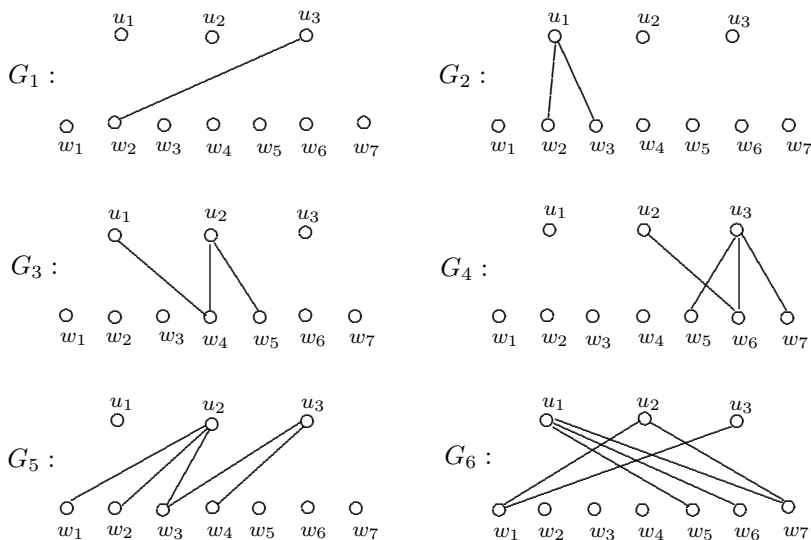 u₁ u₂ u₃
G₁ :
w₁ w₂ w₃ w₄ w₅ w₆ w₇
u₁ u₂ u₃
G₂ :
w₁ w₂ w₃ w₄ w₅ w₆ w₇
u₁ u₂ u₃
G₃ :
w₁ w₂ w₃ w₄ w₅ w₆ w₇
u₁ u₂ u₃
G₄ :
w₁ w₂ w₃ w₄ w₅ w₆ w₇
u₁ u₂ u₃
G₅ :
w₁ w₂ w₃ w₄ w₅ w₆ w₇
u₁ u₂ u₃
G₆ :
w₁ w₂ w₃ w₄ w₅ w₆ w₇